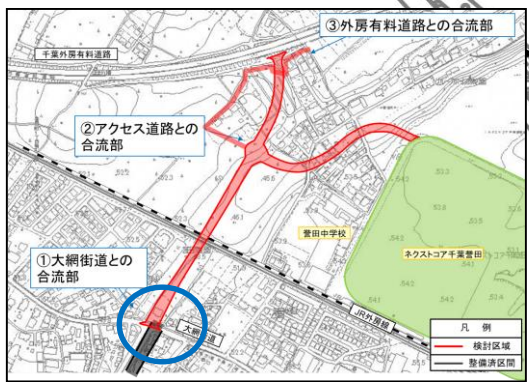 ③外房有料道路との合流部
千葉外房有料道路
②アクセス道路との
合流部
誉田中学校
ネクストコア千葉誉田
①大網街道との
合流部
大網街道
JR外房線
凡 例
検討区域
整備済区間